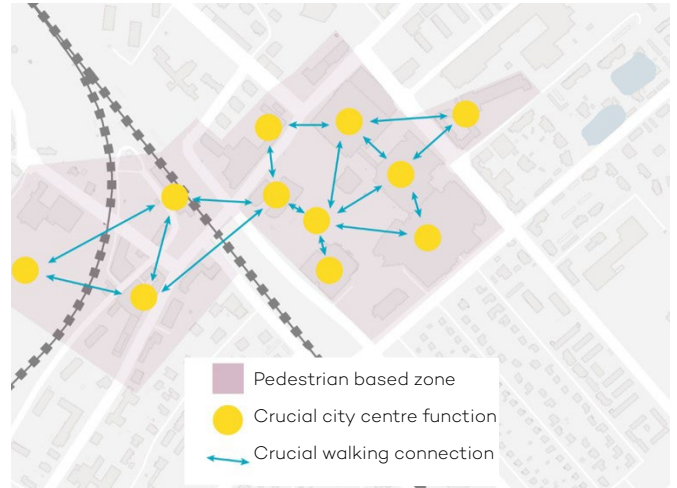 Pedestrian based zone
Crucial city centre function
Crucial walking connection